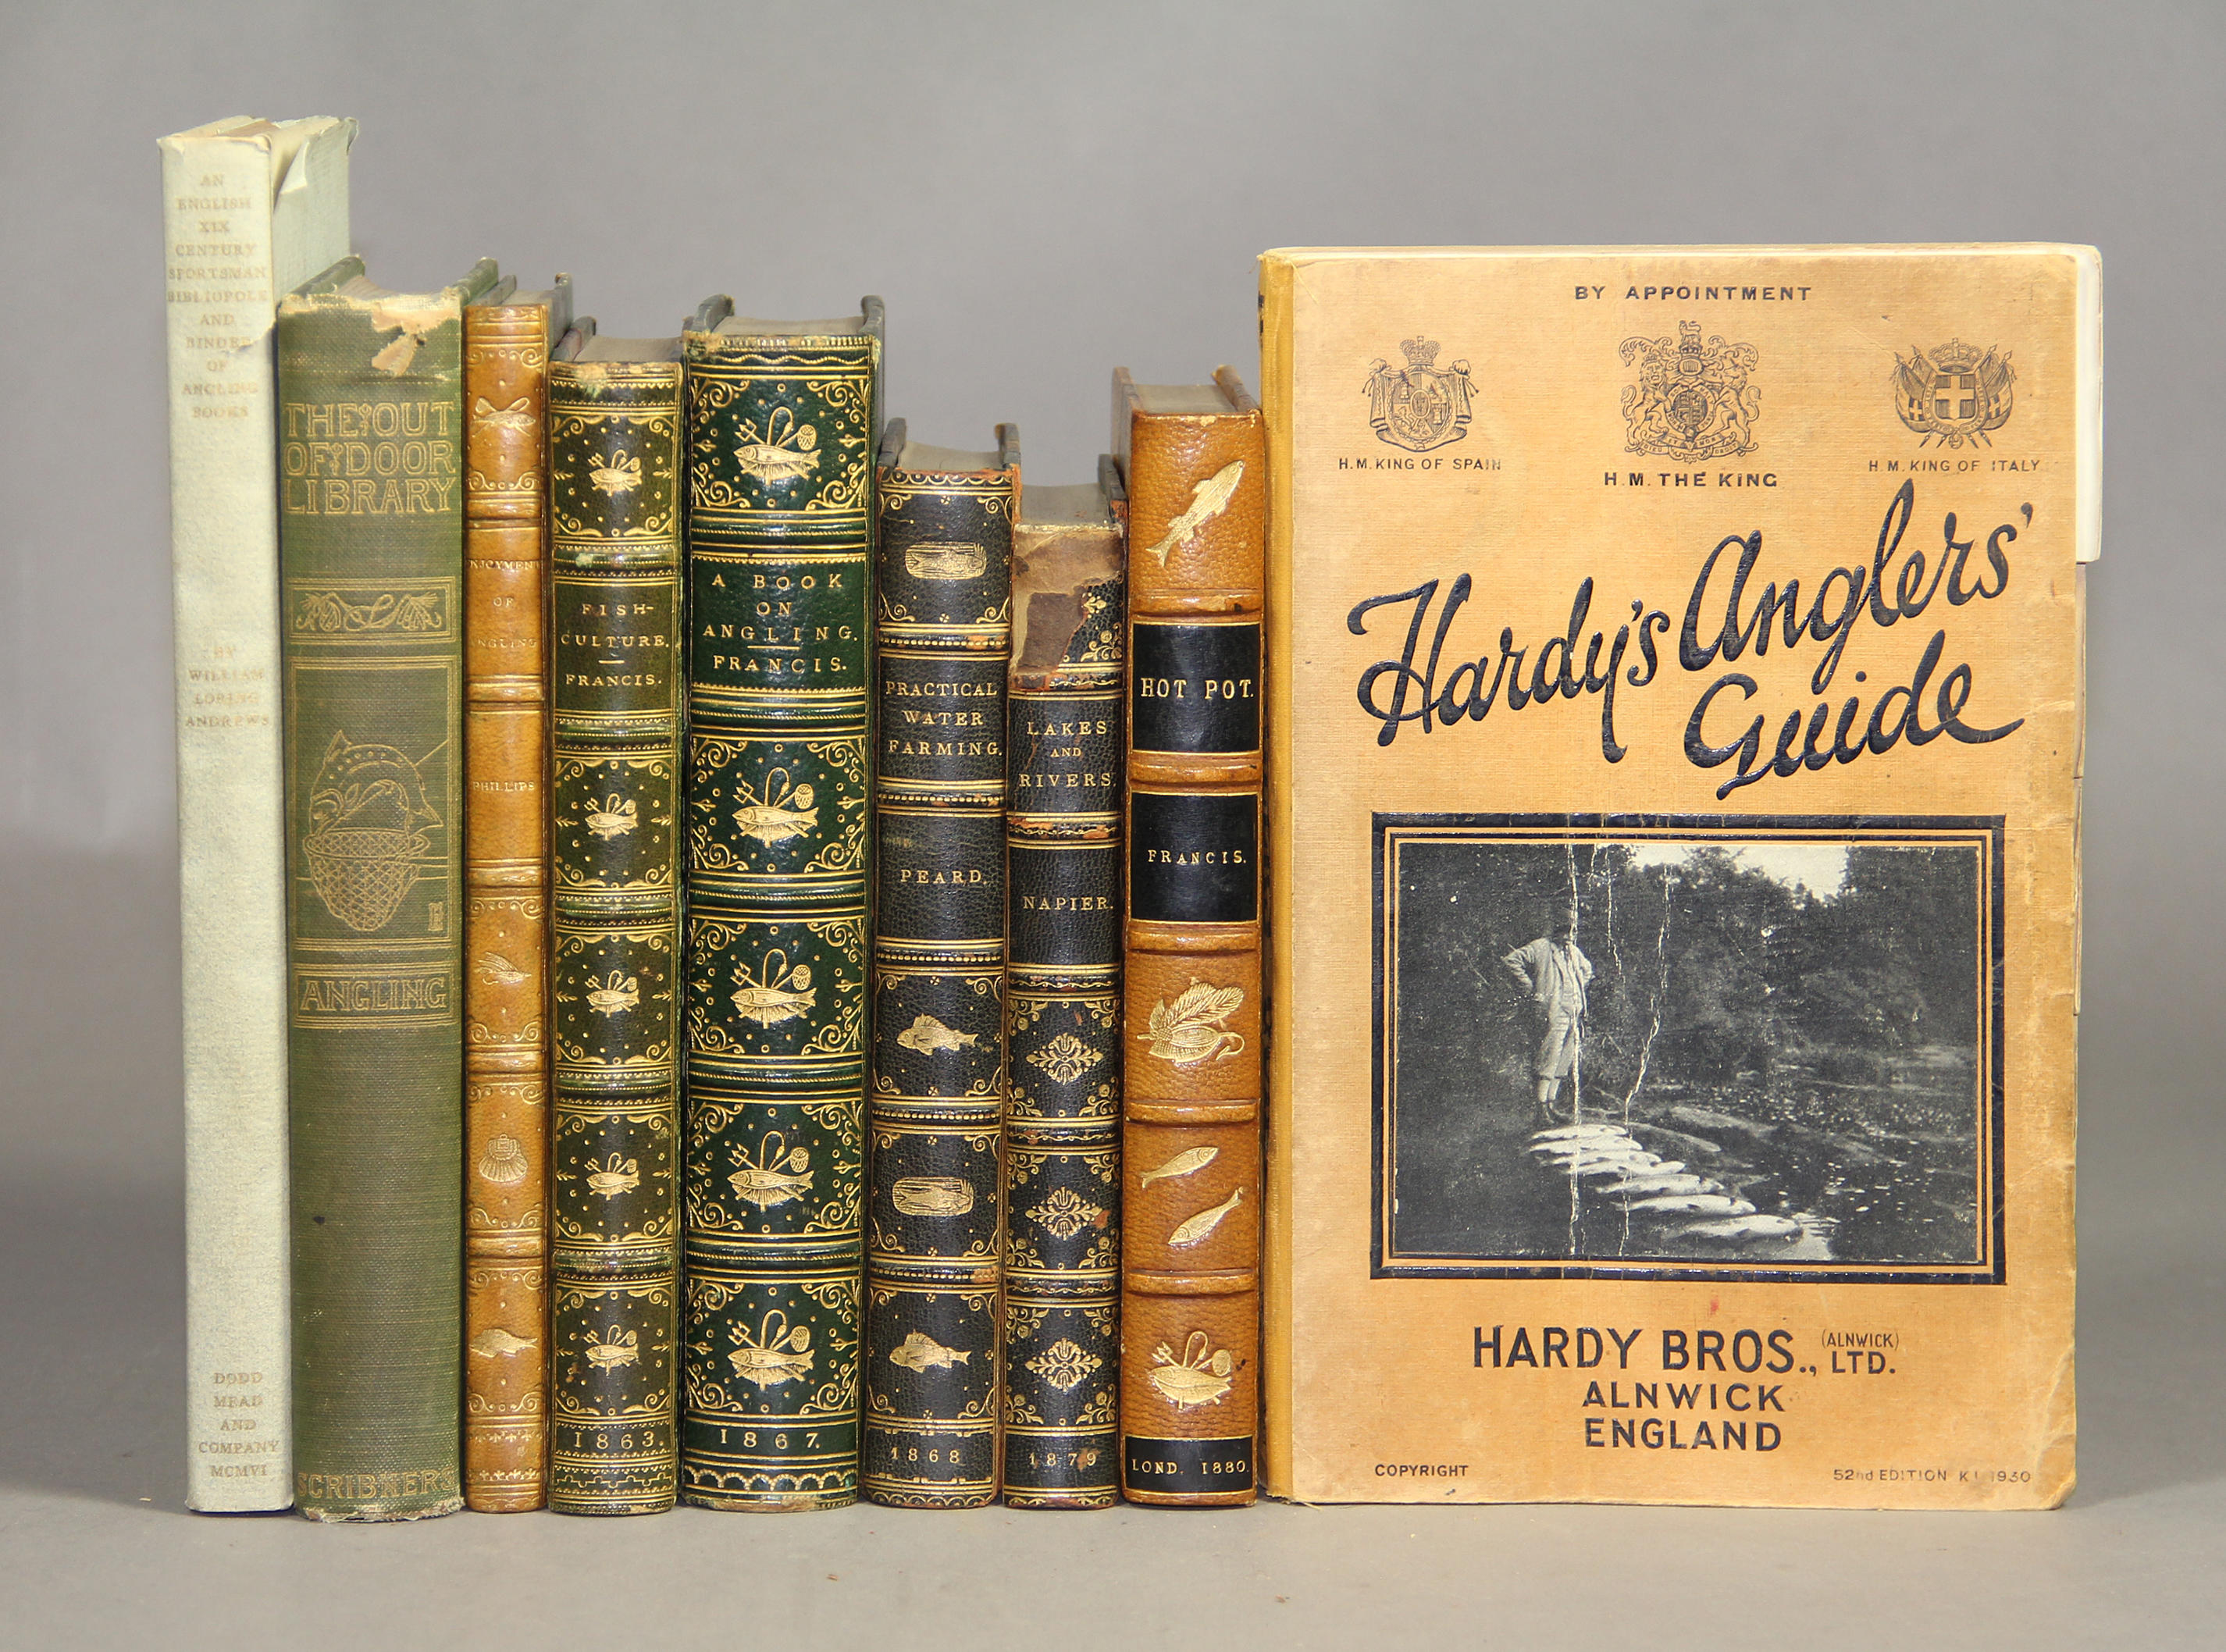 AN
ENGLISH
XIX
CENTURY
SPORTSMAN
BIBLIOPOLE
AND
BINDER
OF
ANGLING
BOOKS
BY
WILLIAM
LORING
ANDREWS
DODD
MEAD
AND
COMPANY
MCMVI
THE OUT
OF DOOR
LIBRARY
ANGLING
SCRIBNERS
NJOYMENT
OF
NGLING
PHILLIPS
FISH-
CULTURE.
FRANCIS.
1863.
A BOOK
ON
ANGLING.
FRANCIS.
1867.
PRACTICAL
WATER
FARMING.
PEARD.
1868
LAKES
AND
RIVERS.
NAPIER.
1879
HOT POT.
FRANCIS.
LOND. 1880.
BY APPOINTMENT
H.M. KING OF SPAIN
H.M. THE KING
H.M. KING OF ITALY
Hardy's Anglers'
Guide
HARDY BROS., (ALNWICK) LTD.
ALNWICK
ENGLAND
COPYRIGHT
52nd EDITION K 1930